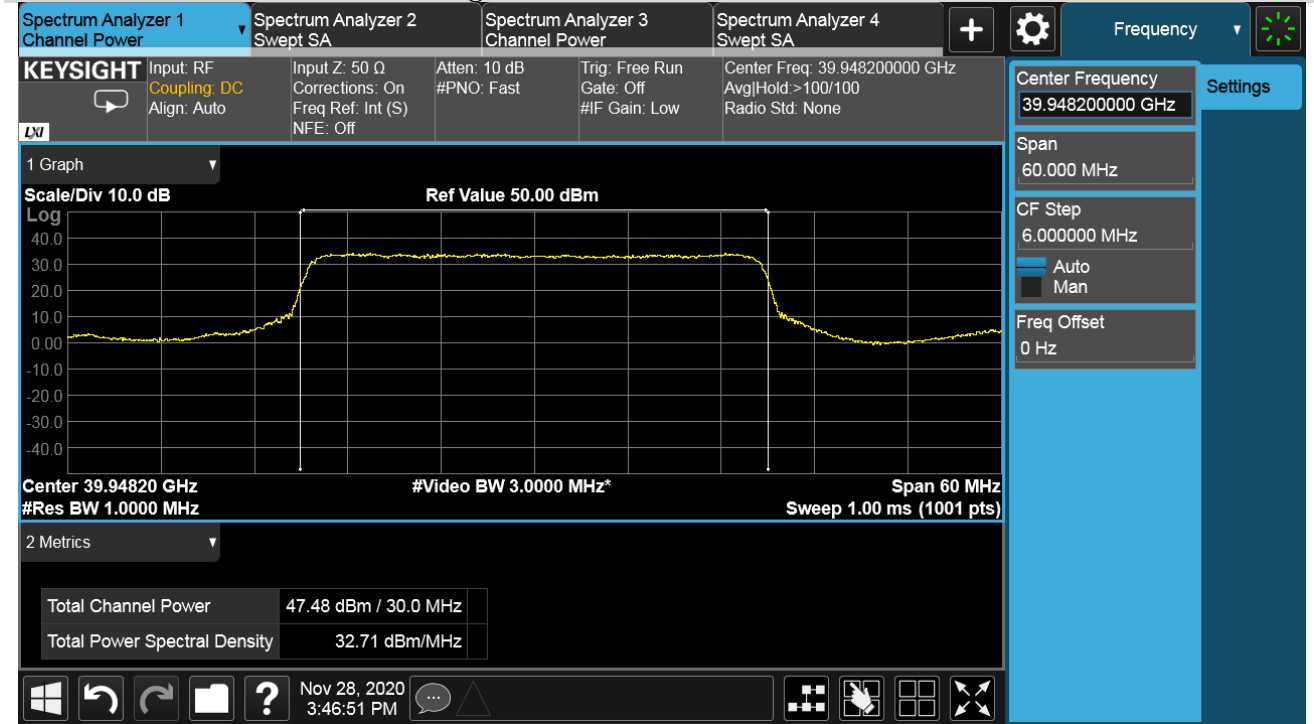 Spectrum Analyzer 1
Channel Power
Spectrum Analyzer 2
Swept SA
Spectrum Analyzer 3
Channel Power
Spectrum Analyzer 4
Swept SA
+
Frequency
KEYSIGHT
LXI
Input: RF
Coupling: DC
Align: Auto
Input Z: 50 Ω
Corrections: On
Freq Ref: Int (S)
NFE: Off
Atten: 10 dB
#PNO: Fast
Trig: Free Run
Gate: Off
#IF Gain: Low
Center Freq: 39.948200000 GHz
Avg|Hold:>100/100
Radio Std: None
Center Frequency
39.948200000 GHz
Settings
Span
60.000 MHz
CF Step
6.000000 MHz
Auto
Man
Freq Offset
0 Hz
1 Graph
Scale/Div 10.0 dB
Ref Value 50.00 dBm
Log
40.0
30.0
20.0
10.0
0.00
-10.0
-20.0
-30.0
-40.0
Center 39.94820 GHz
#Video BW 3.0000 MHz*
Span 60 MHz
#Res BW 1.0000 MHz
Sweep 1.00 ms (1001 pts)
2 Metrics
Total Channel Power 47.48 dBm / 30.0 MHz
Total Power Spectral Density 32.71 dBm/MHz
?
Nov 28, 2020
3:46:51 PM